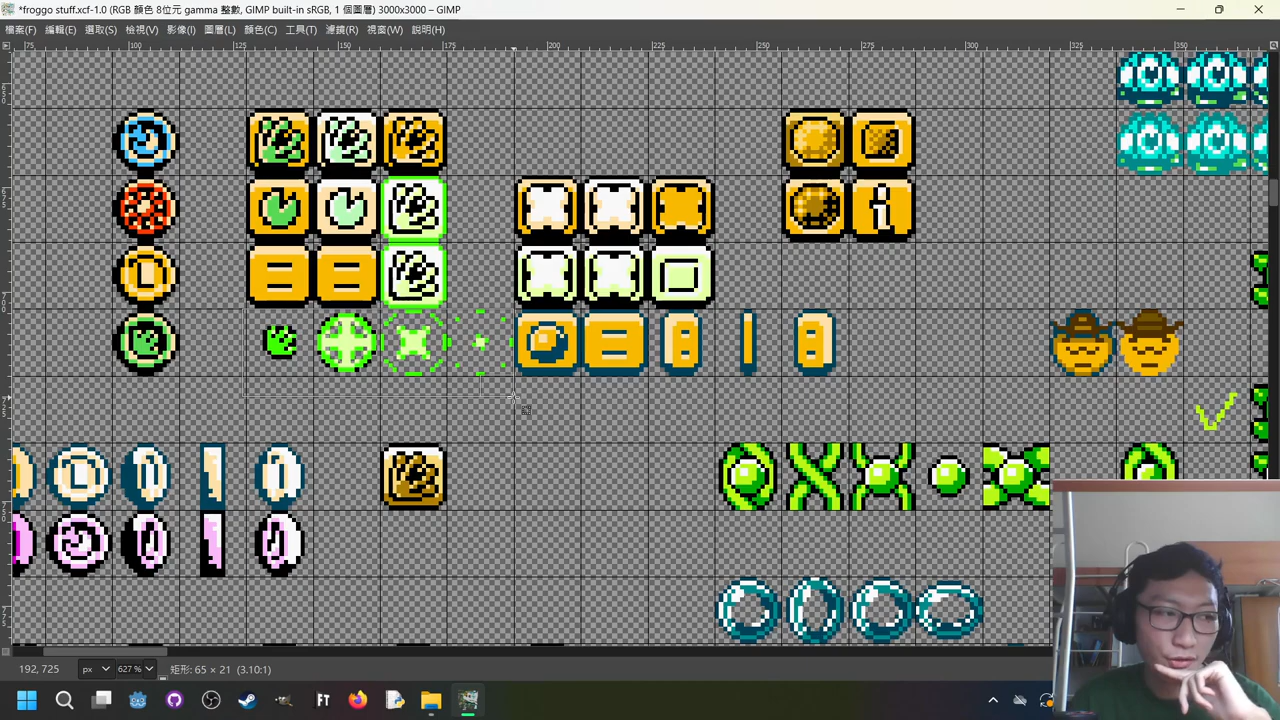 *froggo stuff.xcf-1.0 (RGB 顏色 8位元 gamma 整數, GIMP built-in sRGB, 1 個圖層) 3000x3000 – GIMP
檔案(F) 編輯(E) 選取(S) 檢視(V) 影像(I) 圖層(L) 顏色(C) 工具(T) 濾鏡(R) 視窗(W) 說明(H)
75 100 125 150 175 200 225 250 275 300 325 350
192, 725 px 627 % 矩形: 65 × 21 (3.10:1)
FT